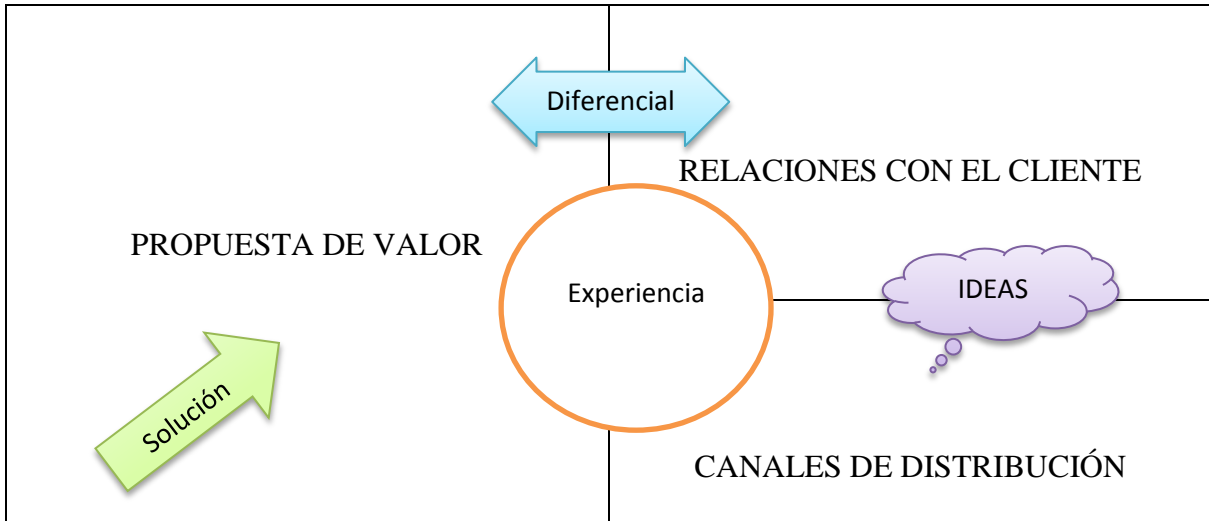 Diferencial
RELACIONES CON EL CLIENTE
PROPUESTA DE VALOR
Experiencia
IDEAS
Solución
CANALES DE DISTRIBUCIÓN